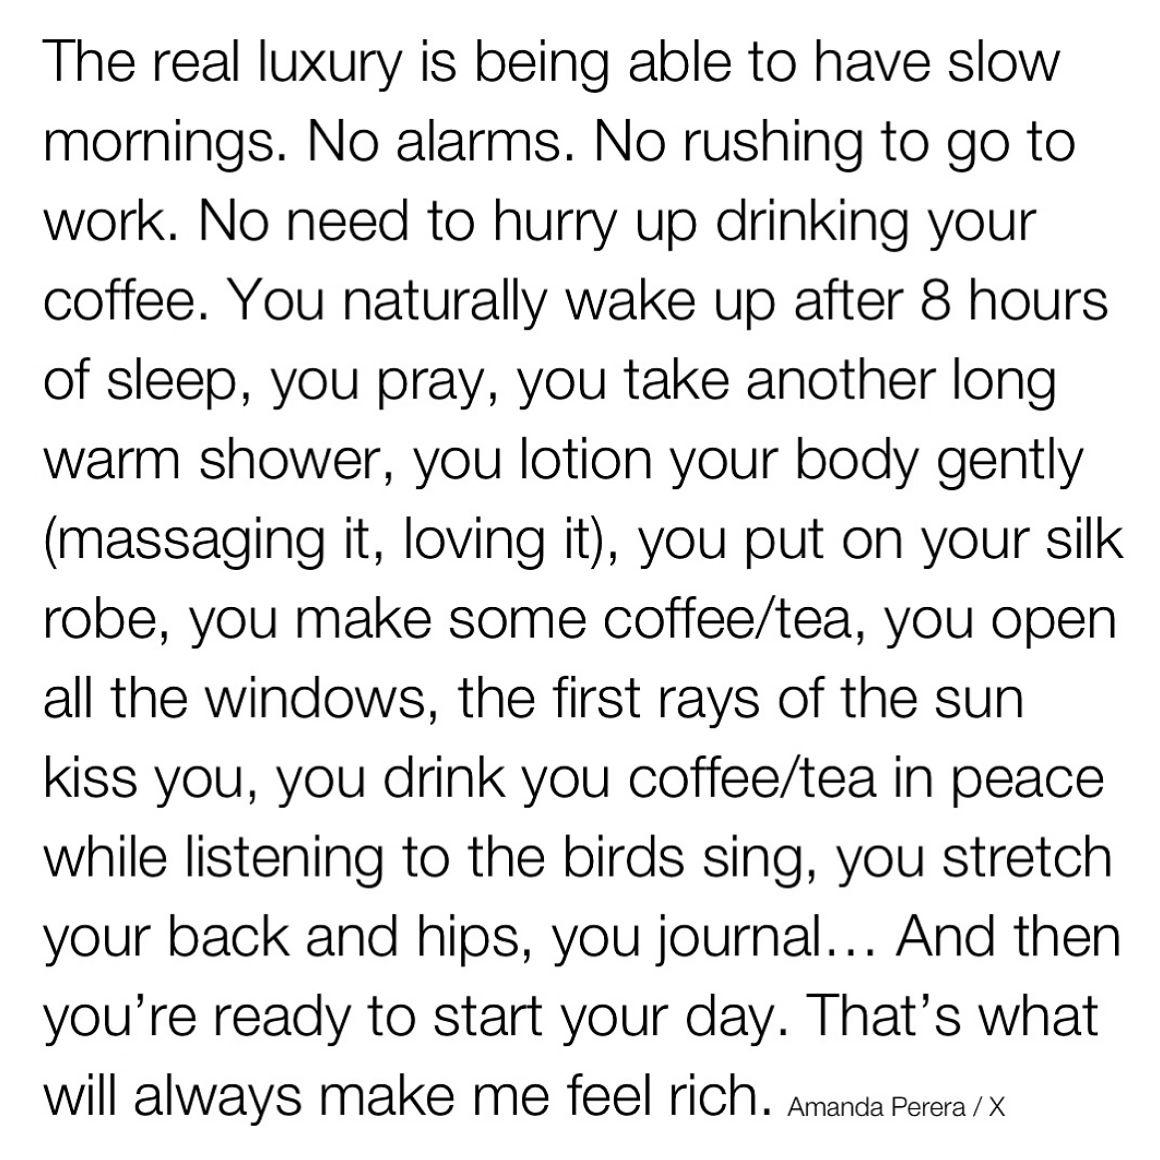 The real luxury is being able to have slow
mornings. No alarms. No rushing to go to
work. No need to hurry up drinking your
coffee. You naturally wake up after 8 hours
of sleep, you pray, you take another long
warm shower, you lotion your body gently
(massaging it, loving it), you put on your silk
robe, you make some coffee/tea, you open
all the windows, the first rays of the sun
kiss you, you drink you coffee/tea in peace
while listening to the birds sing, you stretch
your back and hips, you journal... And then
you’re ready to start your day. That’s what
will always make me feel rich. Amanda Perera / X